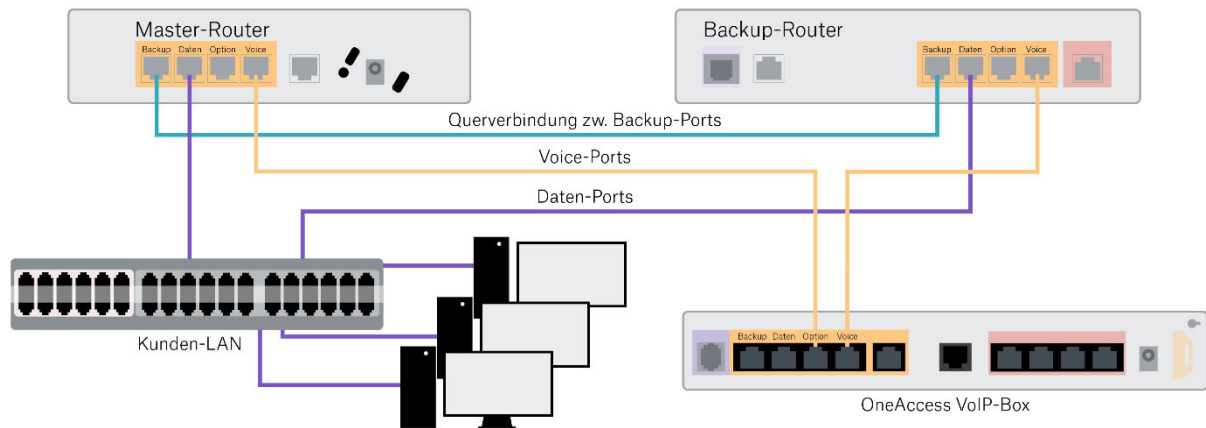 Master-Router
Backup Daten Option Voice
Backup-Router
Backup Daten Option Voice
Querverbindung zw. Backup-Ports
Voice-Ports
Daten-Ports
Kunden-LAN
Backup Daten Option Voice
OneAccess VoIP-Box